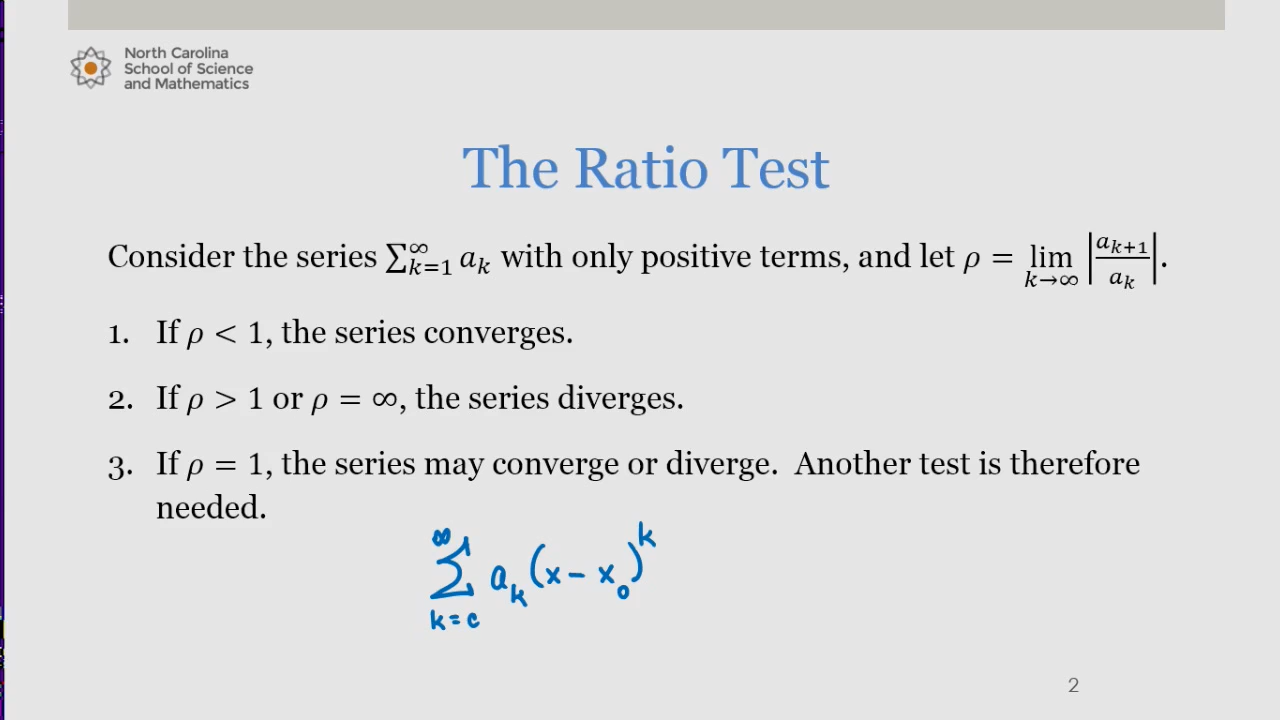 North Carolina
School of Science
and Mathematics
The Ratio Test
Consider the series ∑_{k=1}^{∞} a_k with only positive terms, and let ρ = lim_{k→∞} |a_{k+1}/a_k|.
1. If ρ < 1, the series converges.
2. If ρ > 1 or ρ = ∞, the series diverges.
3. If ρ = 1, the series may converge or diverge. Another test is therefore
needed.
∑_{k=c}^{∞} a_k (x - x_0)^k
2